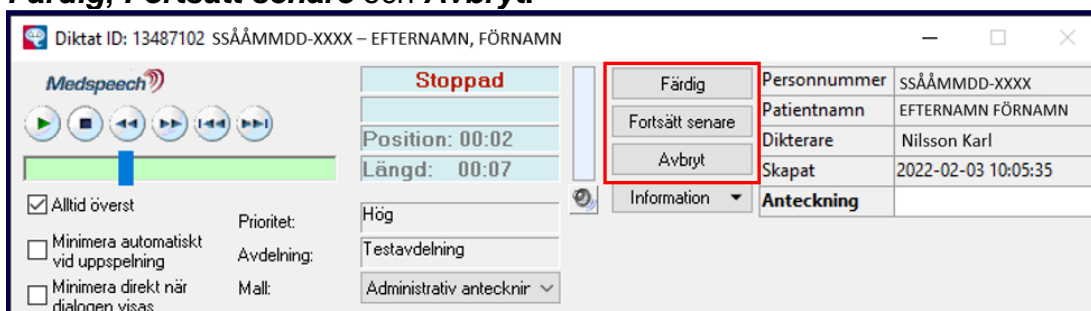 Färdig, Fortsätt senare och Avbryt.
Diktat ID: 13487102 SSÅÅMMDD-XXXX – EFTERNAMN, FÖRNAMN
Medspeech
Stoppad
Position: 00:02
Längd: 00:07
Färdig
Fortsätt senare
Avbryt
Information
Personnummer SSÅÅMMDD-XXXX
Patientnamn EFTERNAMN FÖRNAMN
Dikterare Nilsson Karl
Skapat 2022-02-03 10:05:35
Anteckning
Alltid överst
Minimera automatiskt
vid uppspelning
Minimera direkt när
dialogen visas
Prioritet: Hög
Avdelning: Testavdelning
Mall: Administrativ antecknir